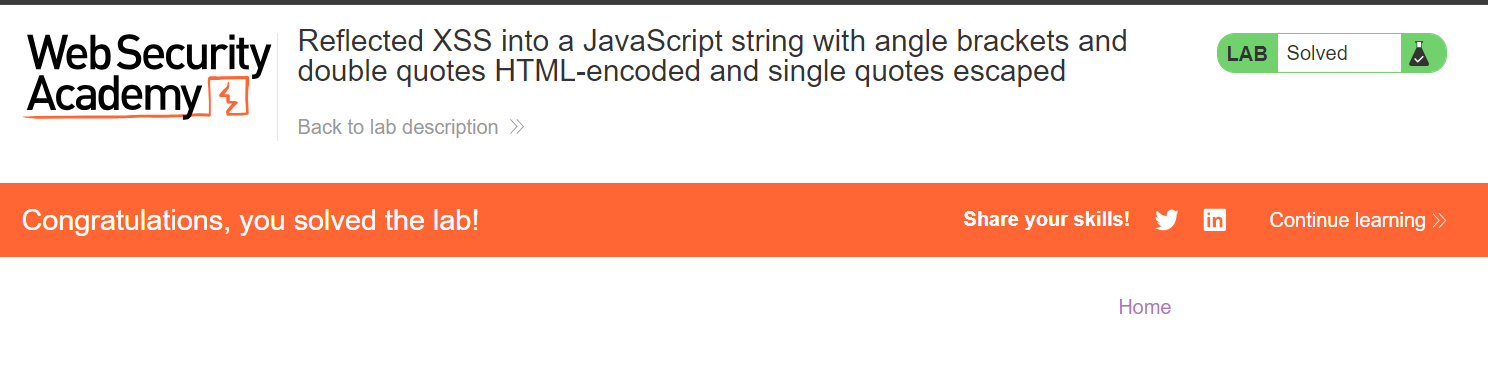 Web Security
Academy
Reflected XSS into a JavaScript string with angle brackets and
double quotes HTML-encoded and single quotes escaped
Back to lab description
LAB Solved
Congratulations, you solved the lab!
Share your skills!
Continue learning
Home